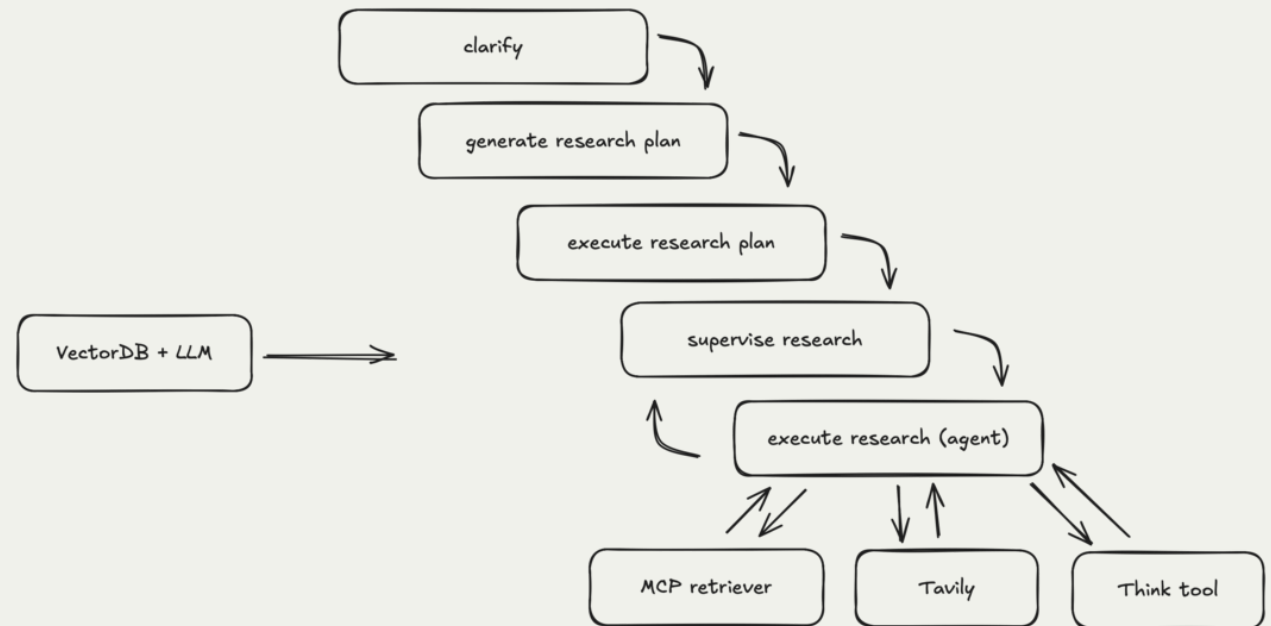 clarify
generate research plan
execute research plan
supervise research
VectorDB + LLM
execute research (agent)
MCP retriever
Tavily
Think tool